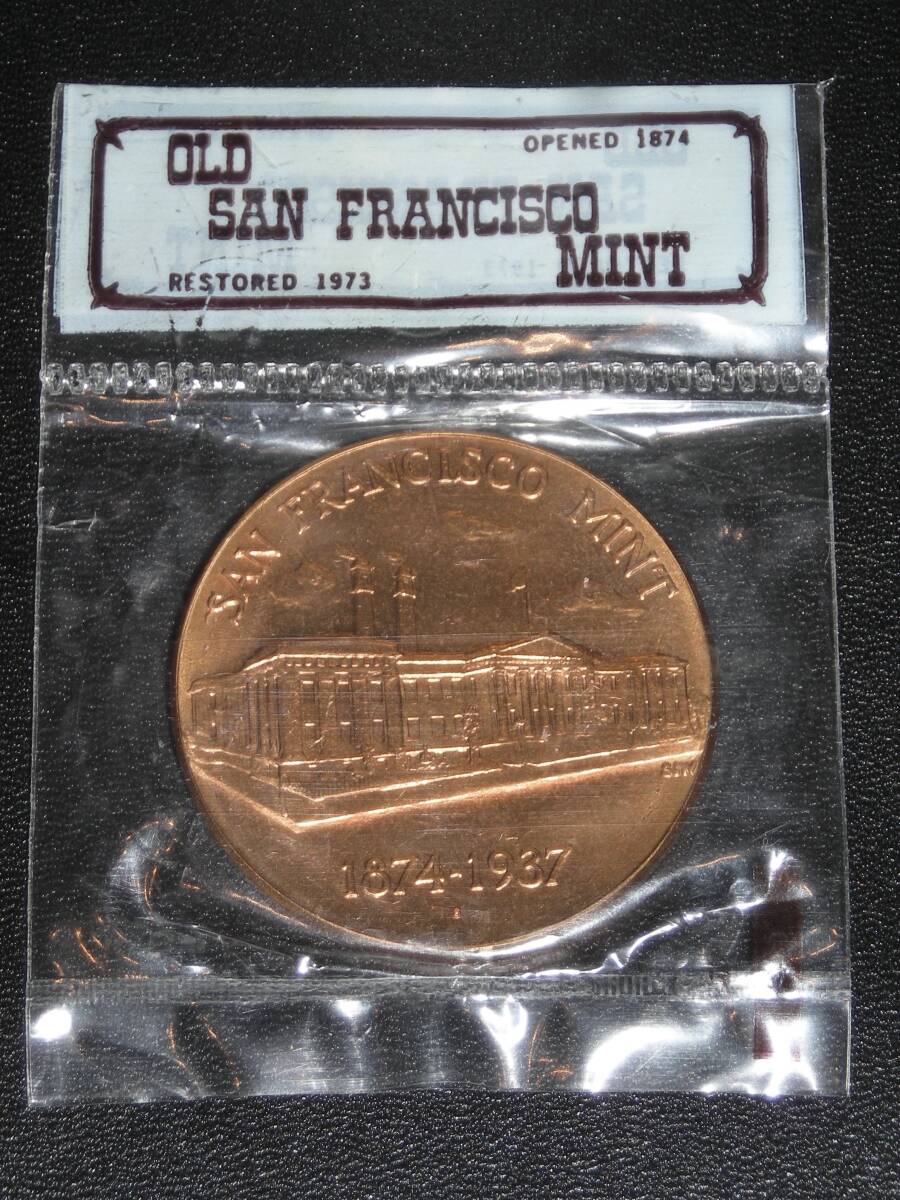 OLD
OPENED 1874
SAN FRANCISCO
MINT
RESTORED 1973
SAN FRANCISCO MINT
1874-1937